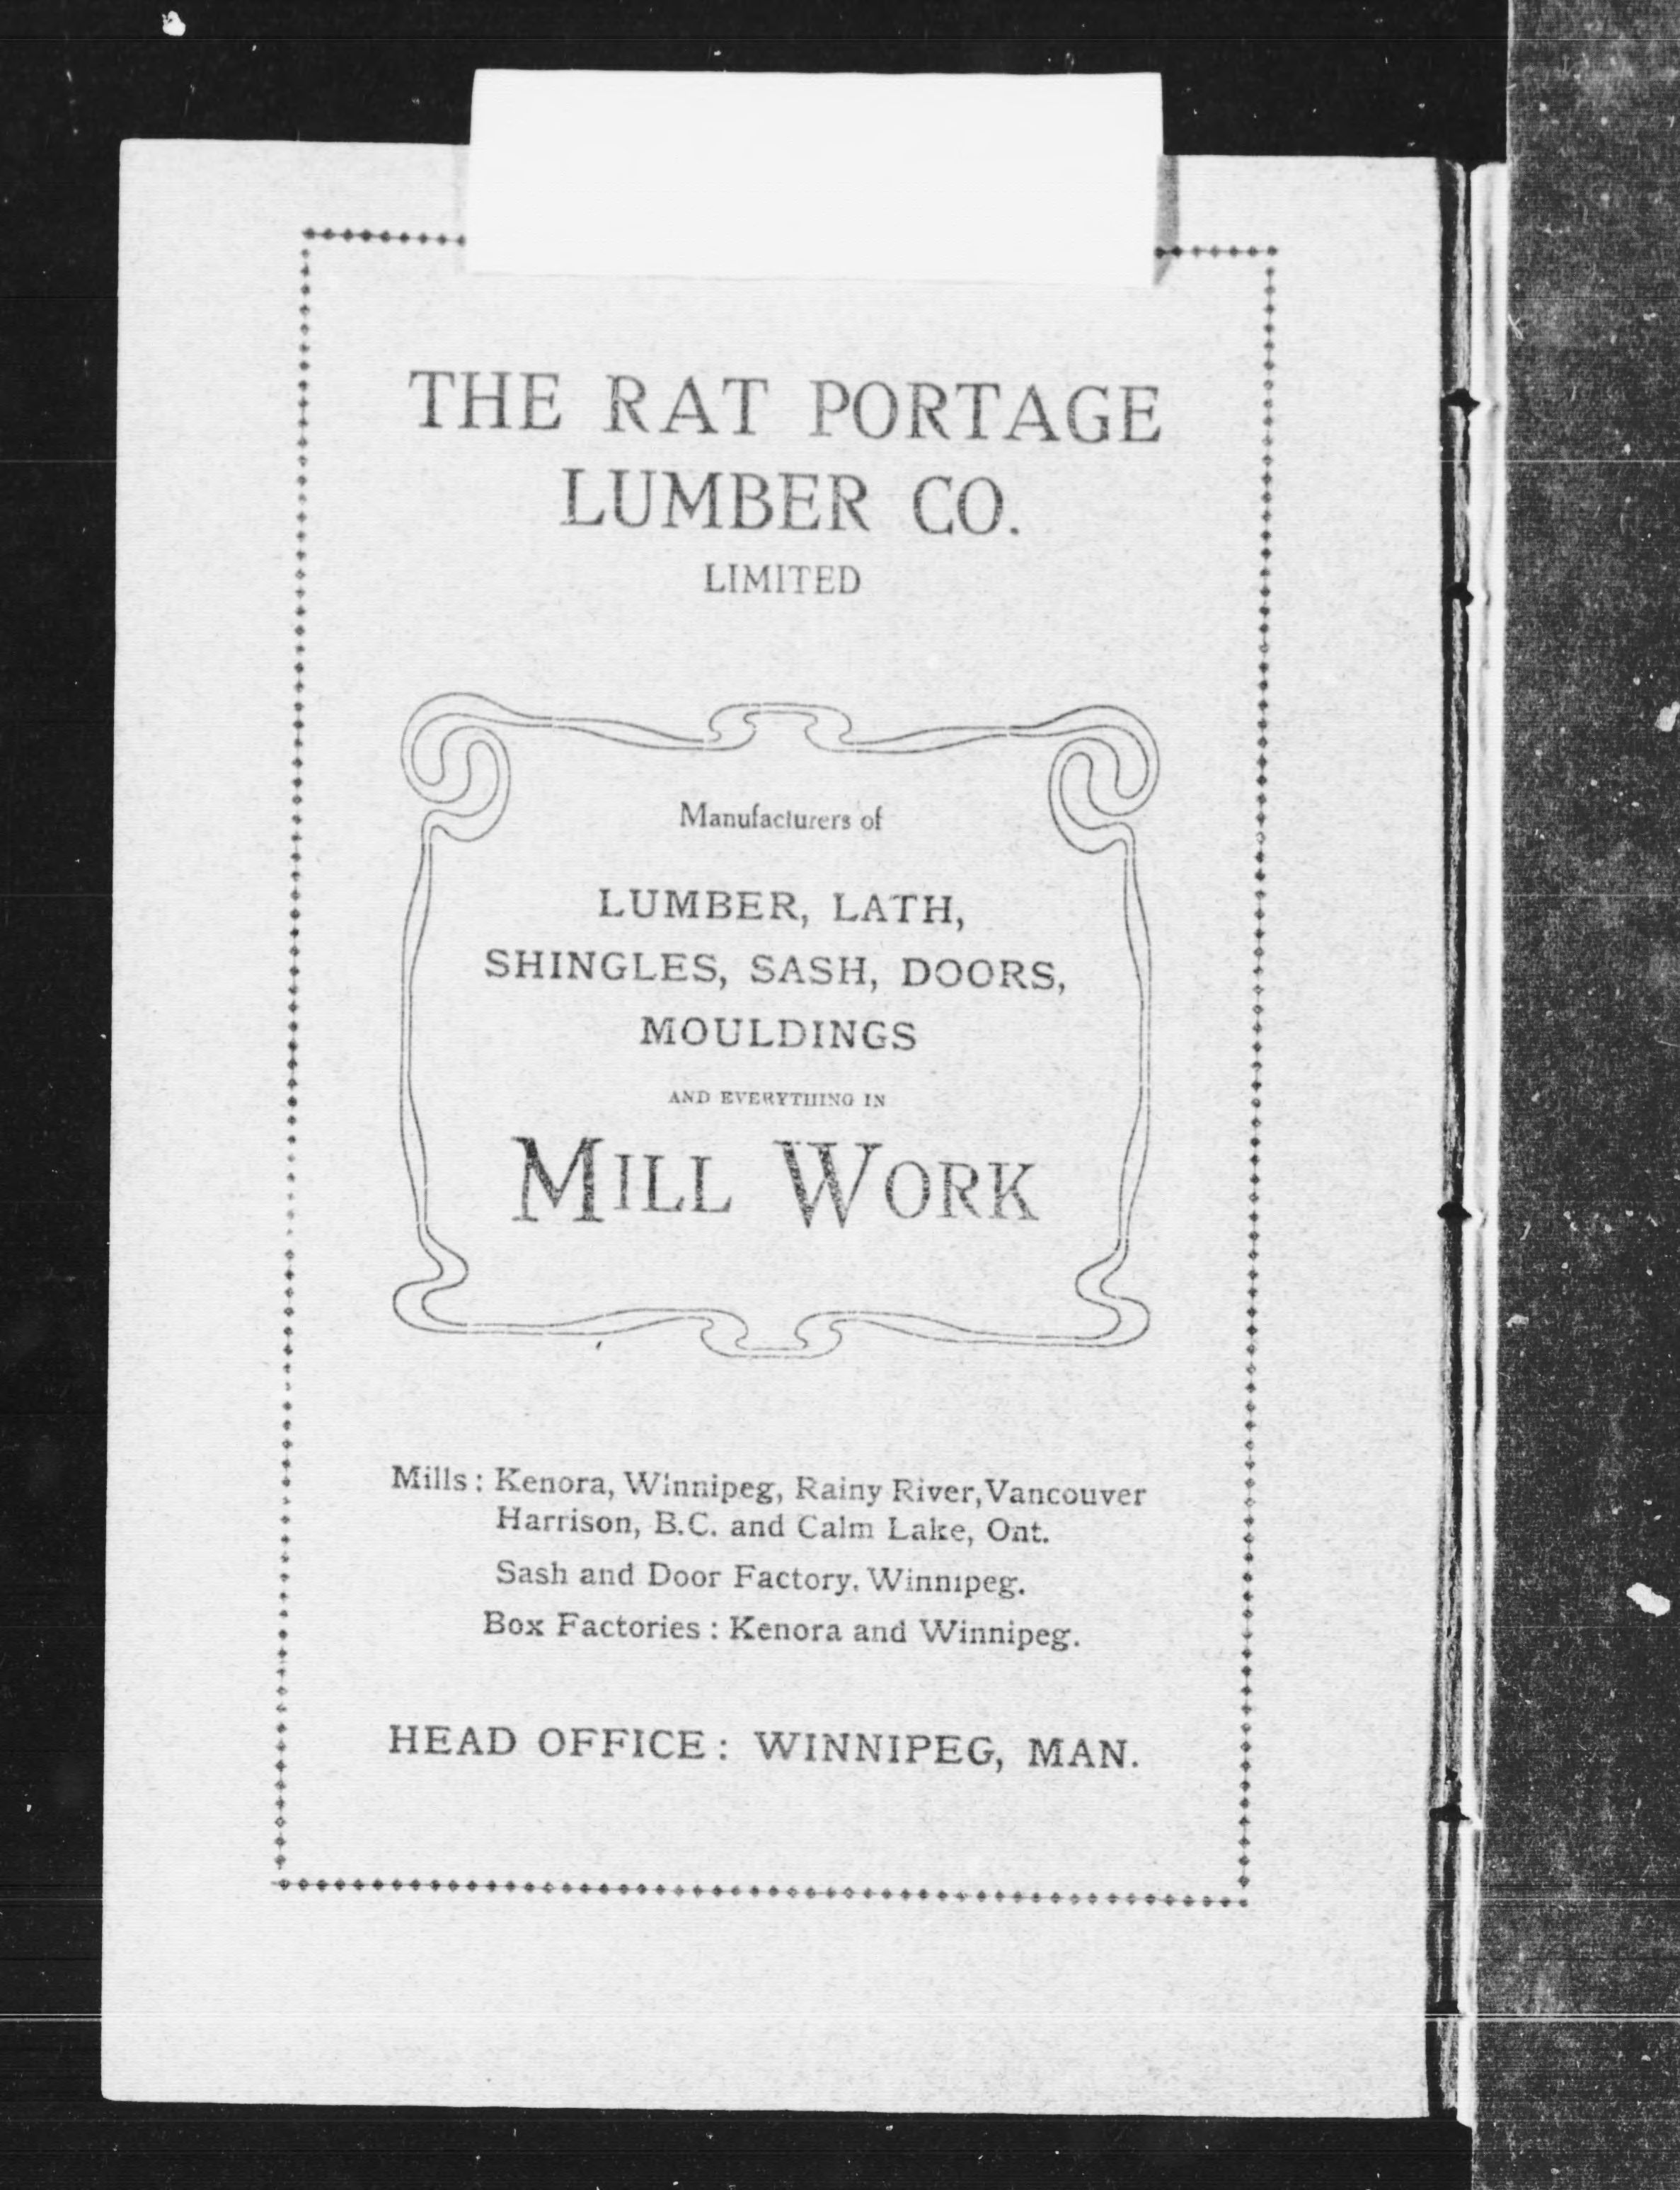 THE RAT PORTAGE
LUMBER CO.
LIMITED
Manufacturers of
LUMBER, LATH,
SHINGLES, SASH, DOORS,
MOULDINGS
AND EVERYTHING IN
MILL WORK
Mills : Kenora, Winnipeg, Rainy River, Vancouver
Harrison, B.C. and Calm Lake, Ont.
Sash and Door Factory. Winnipeg.
Box Factories : Kenora and Winnipeg.
HEAD OFFICE : WINNIPEG, MAN.